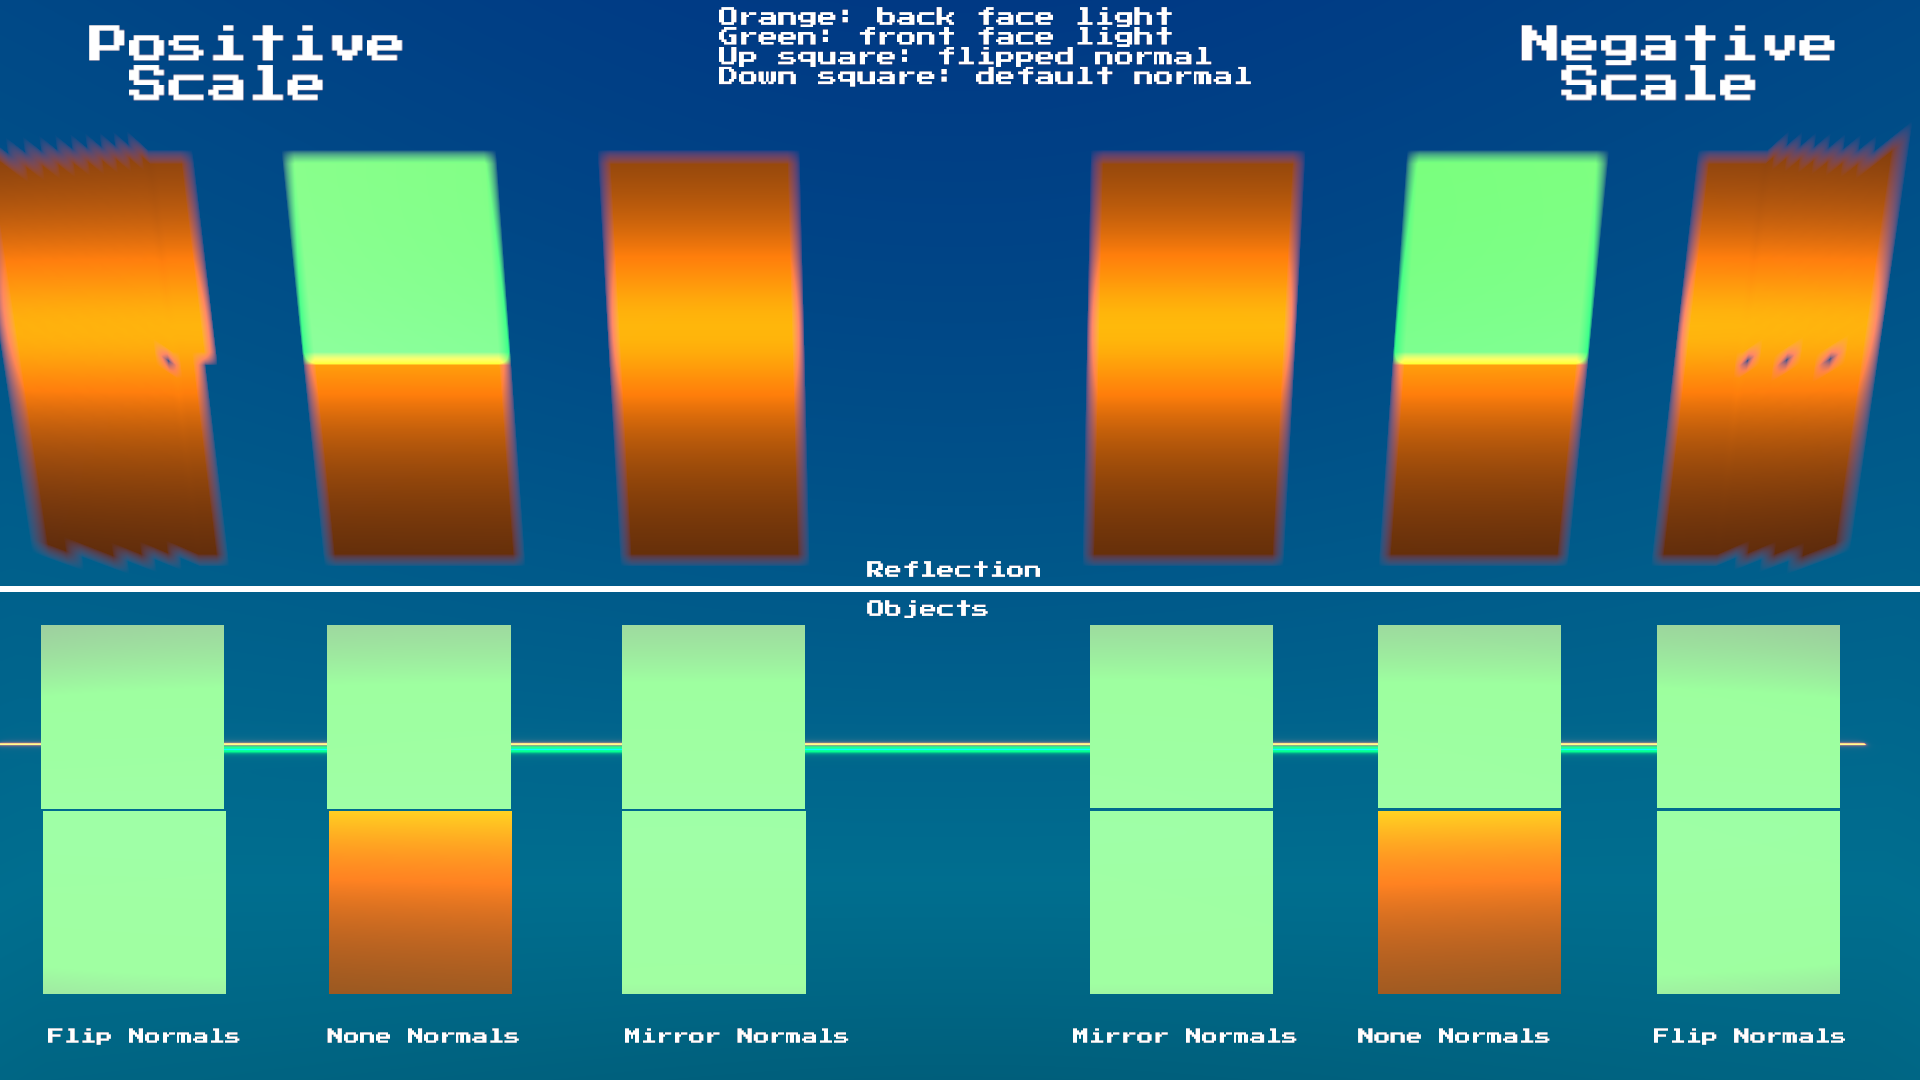 Positive
Scale
Orange: back face light
Green: front face light
Up square: flipped normal
Down square: default normal
Negative
Scale
Reflection
Objects
Flip Normals
None Normals
Mirror Normals
Mirror Normals
None Normals
Flip Normals